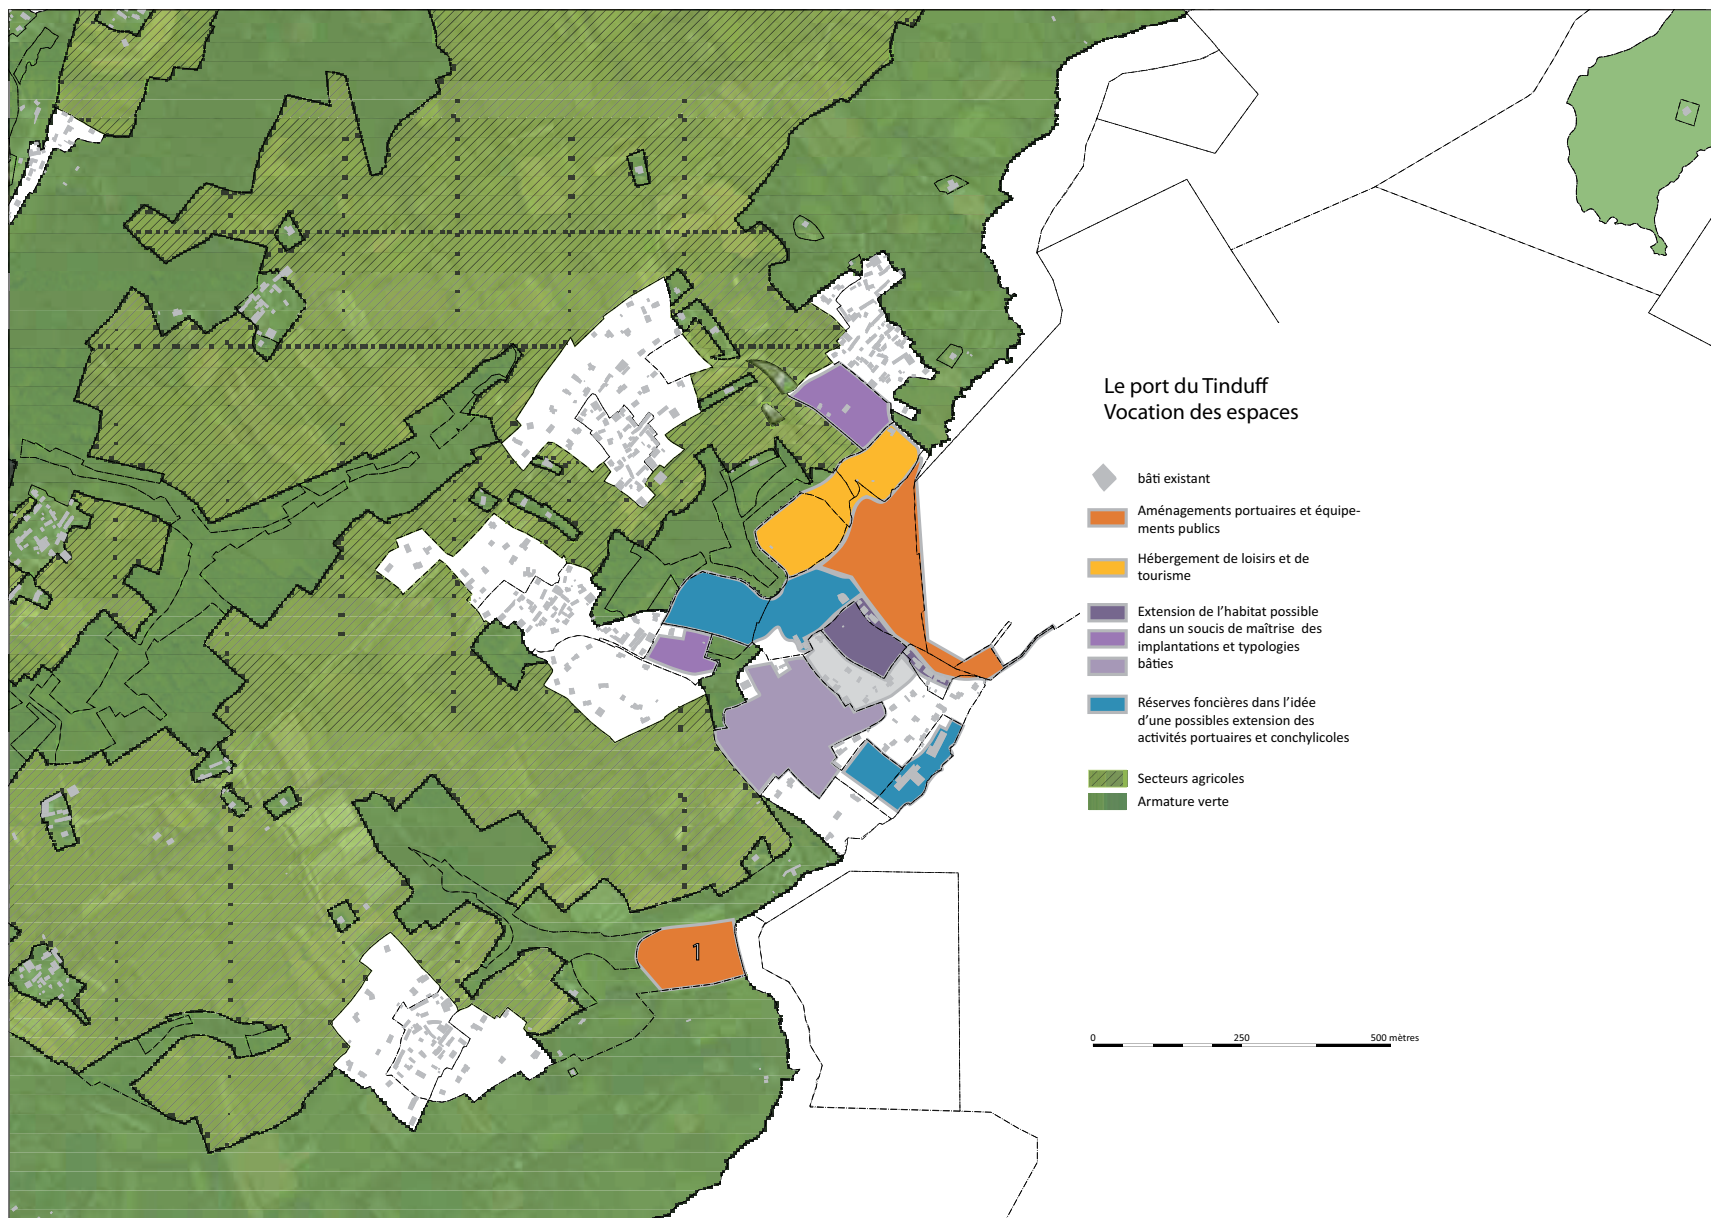 Le port du Tinduff
Vocation des espaces
bâti existant
Aménagements portuaires et équipe-
ments publics
Hébergement de loisirs et de
tourisme
Extension de l'habitat possible
dans un soucis de maîtrise des
implantations et typologies
bâties
Réserves foncières dans l'idée
d'une possibles extension des
activités portuaires et conchylicoles
Secteurs agricoles
Armature verte
1
0 250 500 mètres